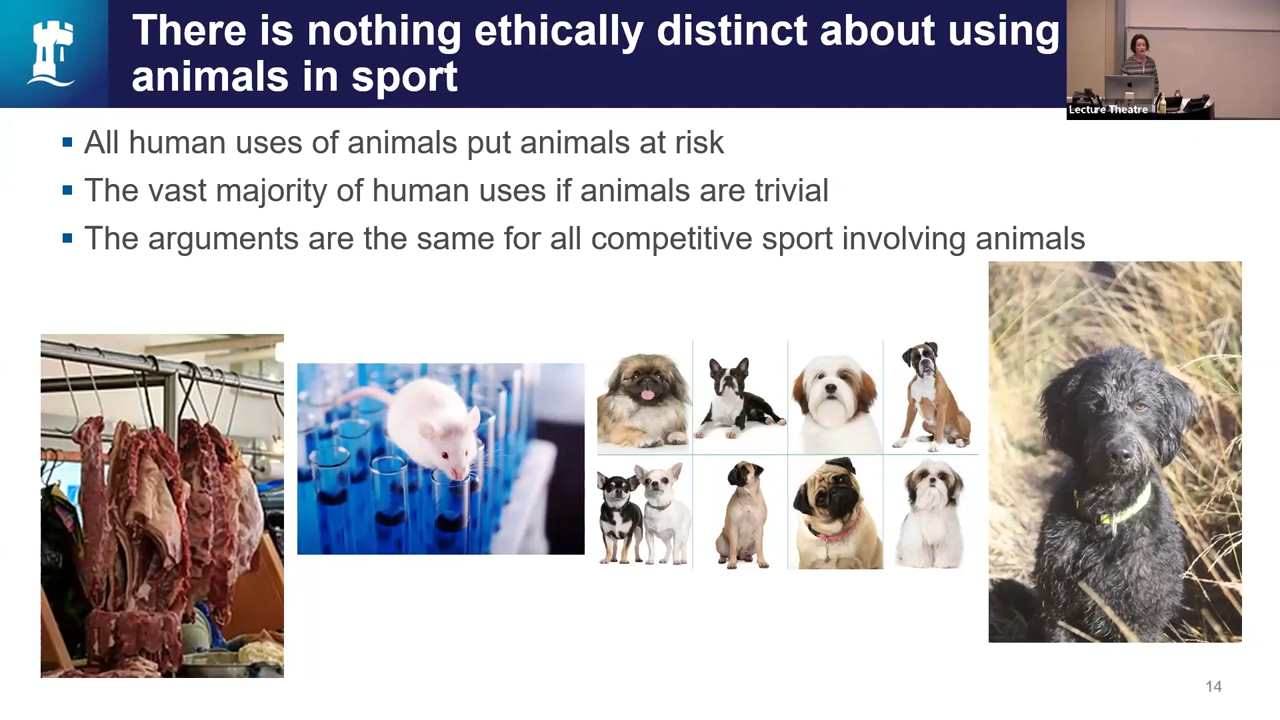 There is nothing ethically distinct about using
animals in sport
Lecture Theatre
▪ All human uses of animals put animals at risk
▪ The vast majority of human uses if animals are trivial
▪ The arguments are the same for all competitive sport involving animals
14